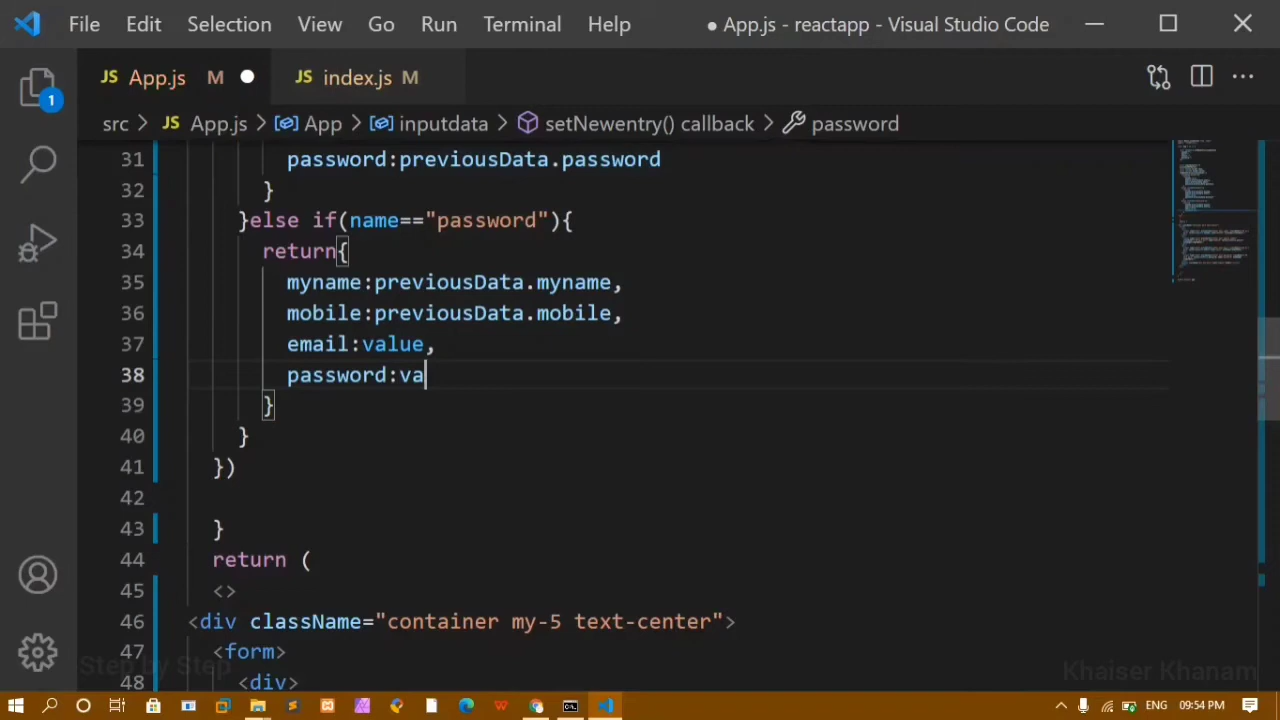 File Edit Selection View Go Run Terminal Help ● App.js - reactapp - Visual Studio Code
JS App.js M ● JS index.js M
1
src > JS App.js > App > inputdata > setNewentry() callback > password
31 password:previousData.password
32 }
33 }else if(name=="password"){
34 return{
35 myname:previousData.myname,
36 mobile:previousData.mobile,
37 email:value,
38 password:va
39 }
40 }
41 })
42
43 }
44 return (
45 <>
46 <div className="container my-5 text-center">
47 <form>
48 <div>
Step by Step Khaiser Khanam
ENG 09:54 PM